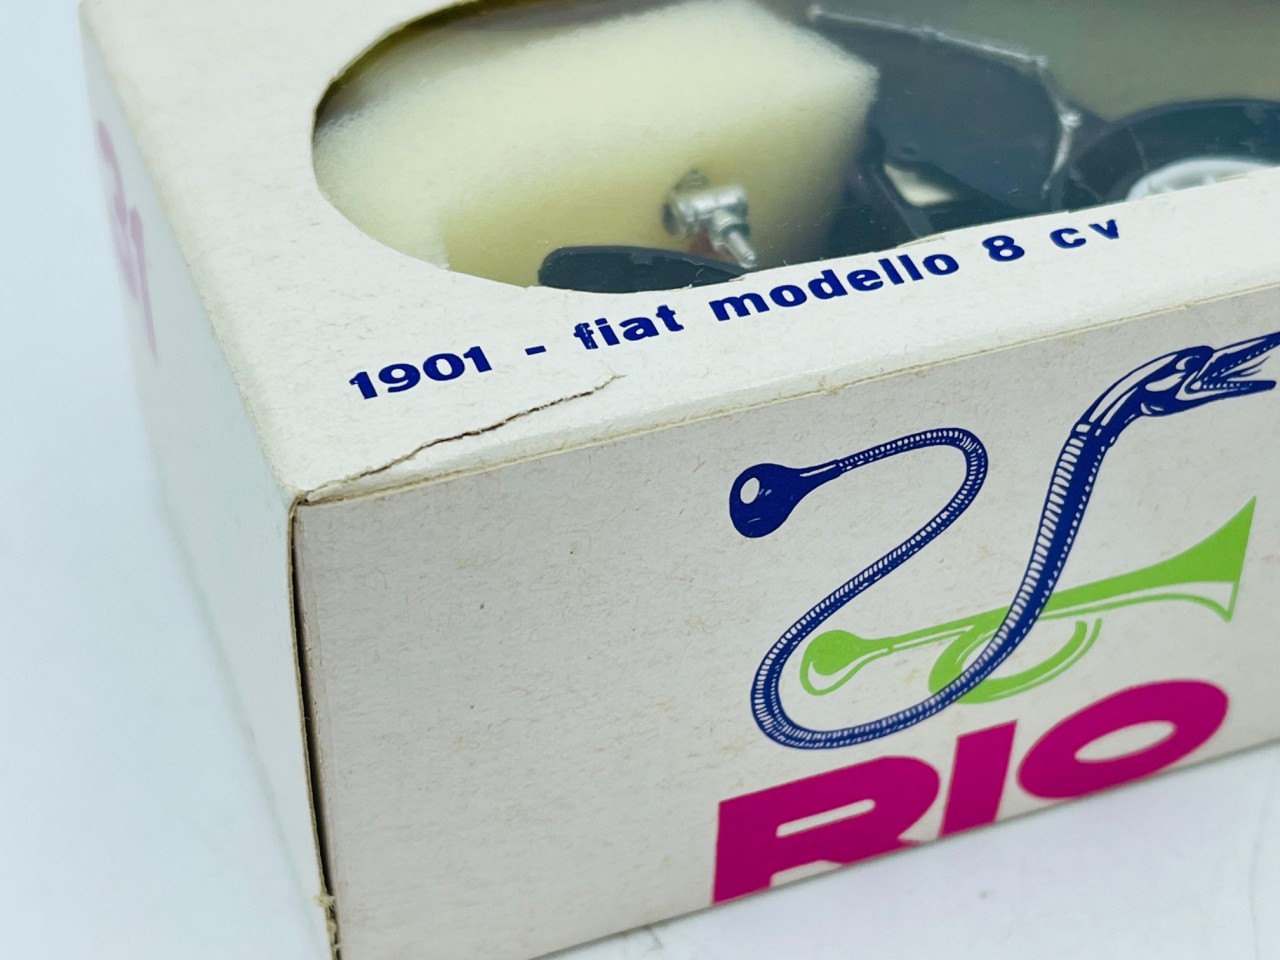 1901 - fiat modello 8 cv
RIO